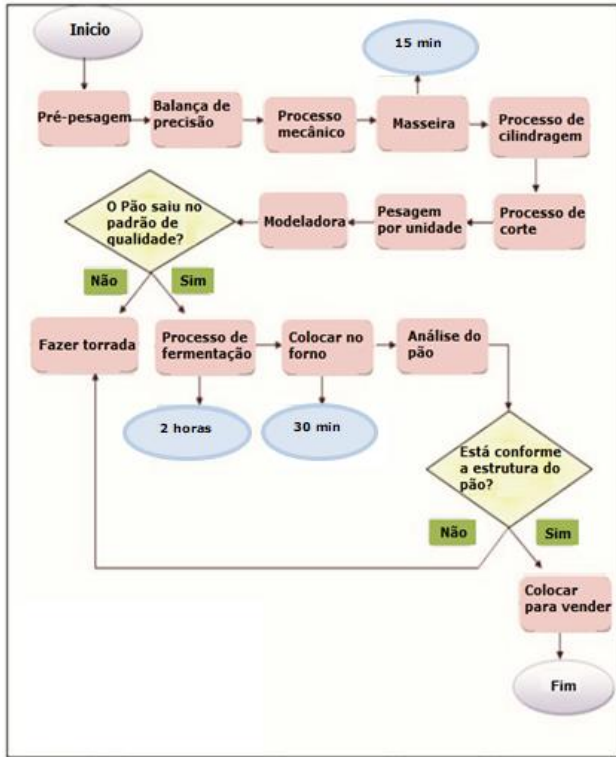 Inicio
15 min
Pré-pesagem
Balança de
precisão
Processo
mecânico
Masseira
Processo de
cilindragem
O Pão saiu no
padrão de
qualidade?
Modeladora
Pesagem
por unidade
Processo de
corte
Não
Sim
Fazer torrada
Processo de
fermentação
Colocar no
forno
Análise do
pão
2 horas
30 min
Está conforme
a estrutura do
pão?
Não
Sim
Colocar
para vender
Fim